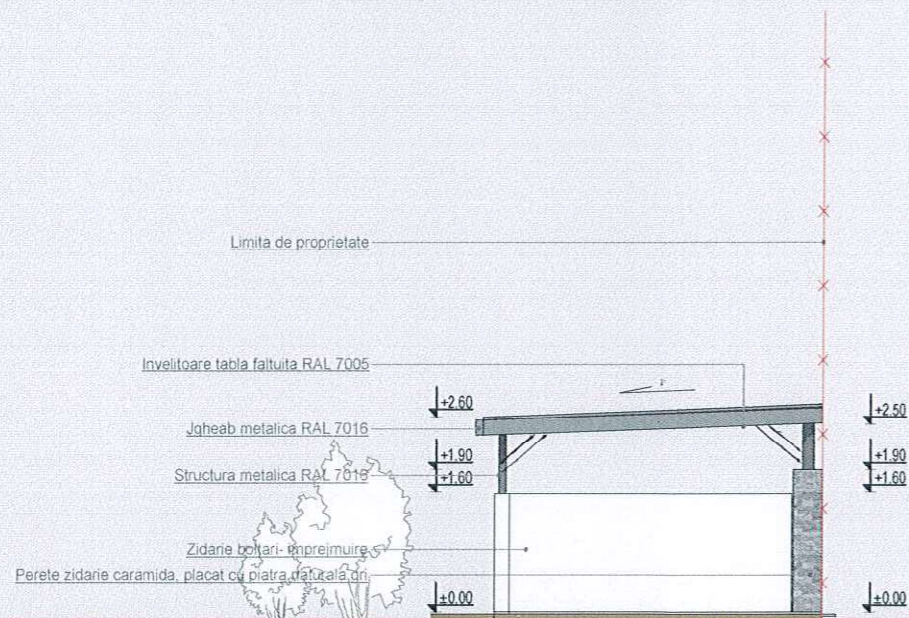 Limita de proprietate
Invelitoare tabla faltuita RAL 7005
+2.60
+2.50
Jgheab metalica RAL 7016
+1.90
+1.90
Structura metalica RAL 7016
+1.60
+1.60
Zidarie boltari- imprejmuire
Perete zidarie caramida, placat cu piatra naturala gri
±0.00
±0.00